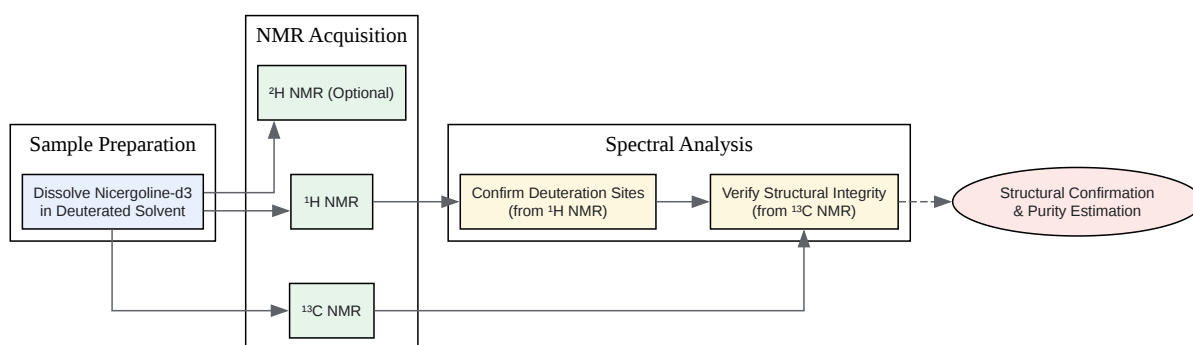 Sample Preparation
Dissolve Nicergoline-d3
in Deuterated Solvent
NMR Acquisition
²H NMR (Optional)
¹H NMR
¹³C NMR
Spectral Analysis
Confirm Deuteration Sites
(from ¹H NMR)
Verify Structural Integrity
(from ¹³C NMR)
Structural Confirmation
& Purity Estimation